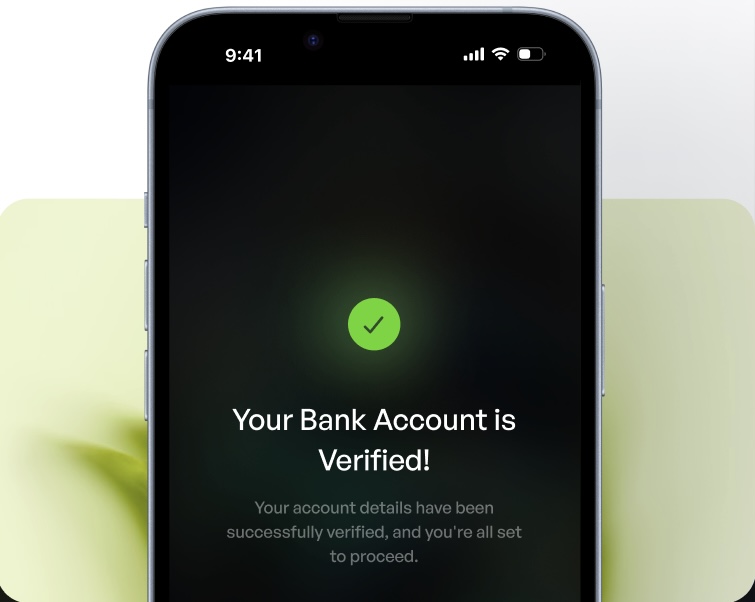 9:41
Your Bank Account is
Verified!
Your account details have been
successfully verified, and you're all set
to proceed.